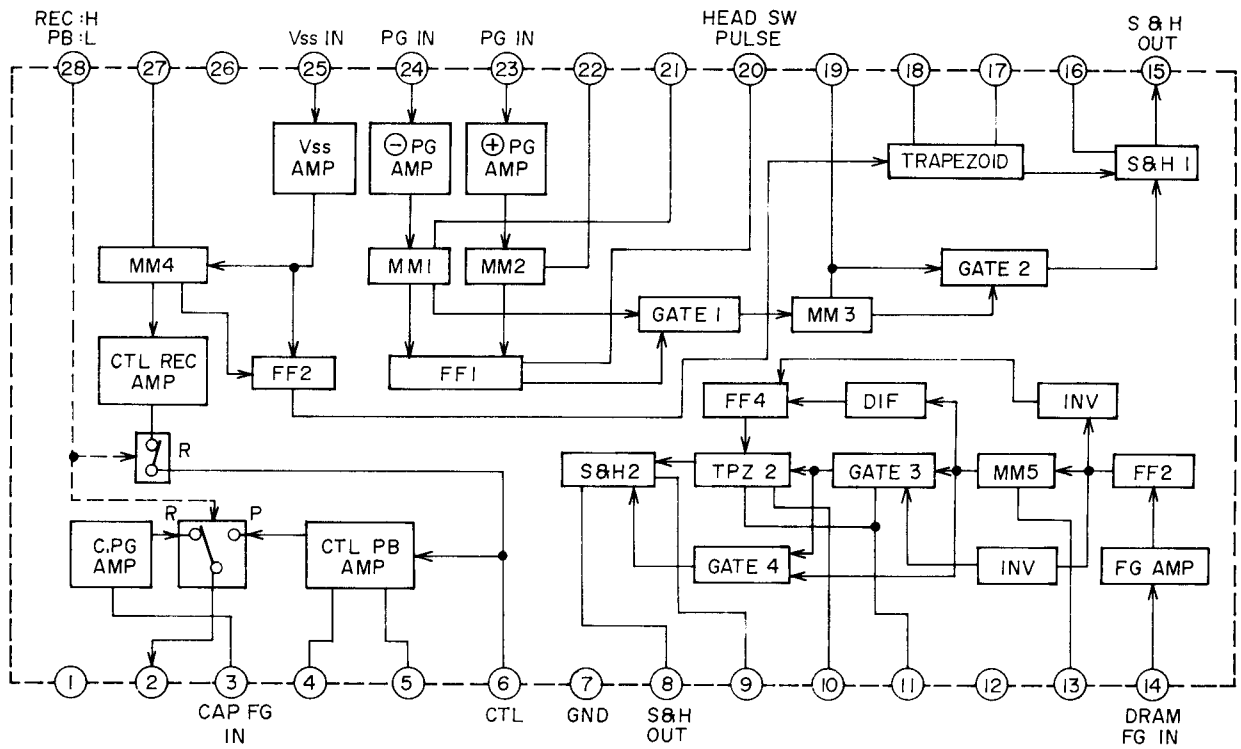 REC :H
PB :L
Vss IN
PG IN
PG IN
HEAD SW
PULSE
S & H
OUT
28
27
26
25
24
23
22
21
20
19
18
17
16
15
Vss
AMP
⊖ PG
AMP
⊕ PG
AMP
TRAPEZOID
S&H 1
MM4
MM1
MM2
GATE 2
GATE 1
MM 3
CTL REC
AMP
FF2
FF1
FF4
DIF
INV
R
S&H2
TPZ 2
GATE 3
MM5
FF2
R
P
C.PG
AMP
CTL PB
AMP
GATE 4
INV
FG AMP
1
2
3
4
5
6
7
8
9
10
11
12
13
14
CAP FG
IN
CTL
GND
S&H
OUT
DRAM
FG IN